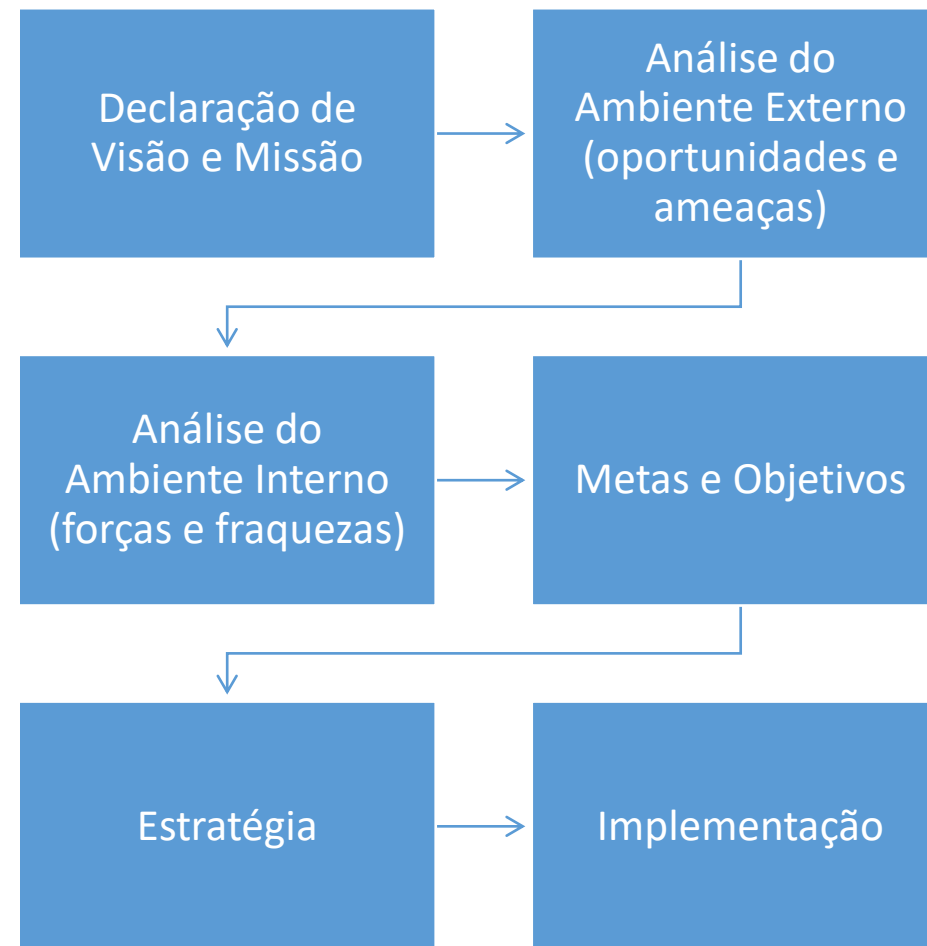 Declaração de
Visão e Missão
Análise do
Ambiente Externo
(oportunidades e
ameaças)
Análise do
Ambiente Interno
(forças e fraquezas)
Metas e Objetivos
Estratégia
Implementação